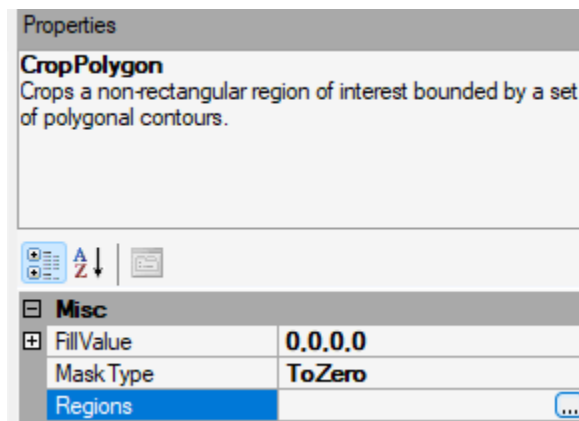 Properties
CropPolygon
Crops a non-rectangular region of interest bounded by a set
of polygonal contours.
A
Z
Misc
FillValue 0,0,0,0
Mask Type ToZero
Regions ...